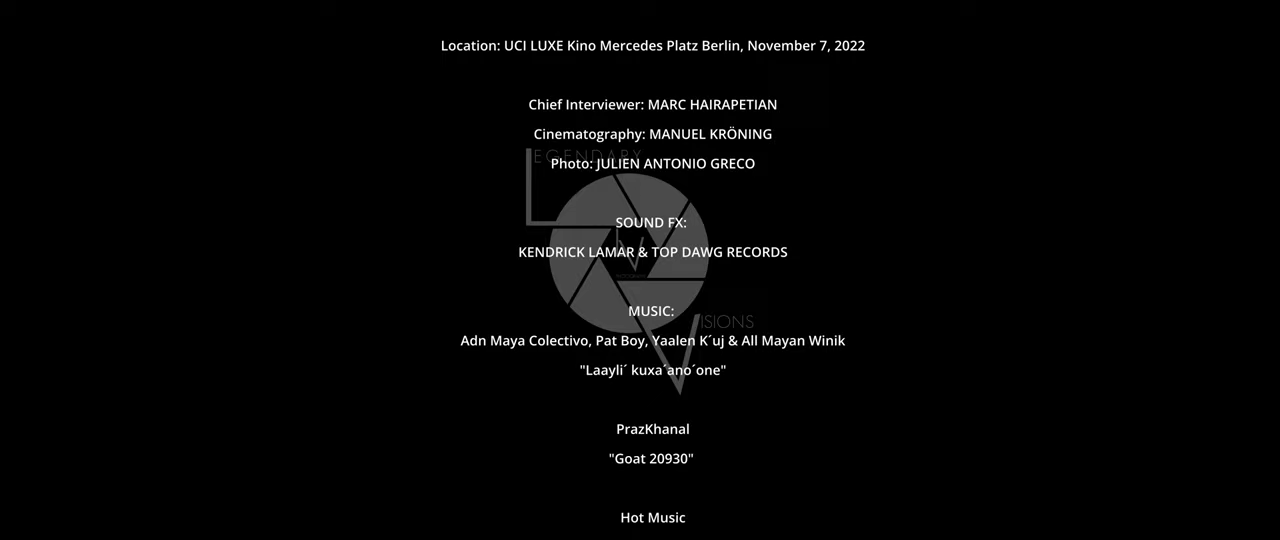 Location: UCI LUXE Kino Mercedes Platz Berlin, November 7, 2022
Chief Interviewer: MARC HAIRAPETIAN
Cinematography: MANUEL KRÖNING
LEGENDARY
Photo: JULIEN ANTONIO GRECO
SOUND FX:
KENDRICK LAMAR & TOP DAWG RECORDS
MUSIC:
VISIONS
Adn Maya Colectivo, Pat Boy, Yaalen K´uj & All Mayan Winik
"Laayli´ kuxa´ano´one"
PrazKhanal
"Goat 20930"
Hot Music